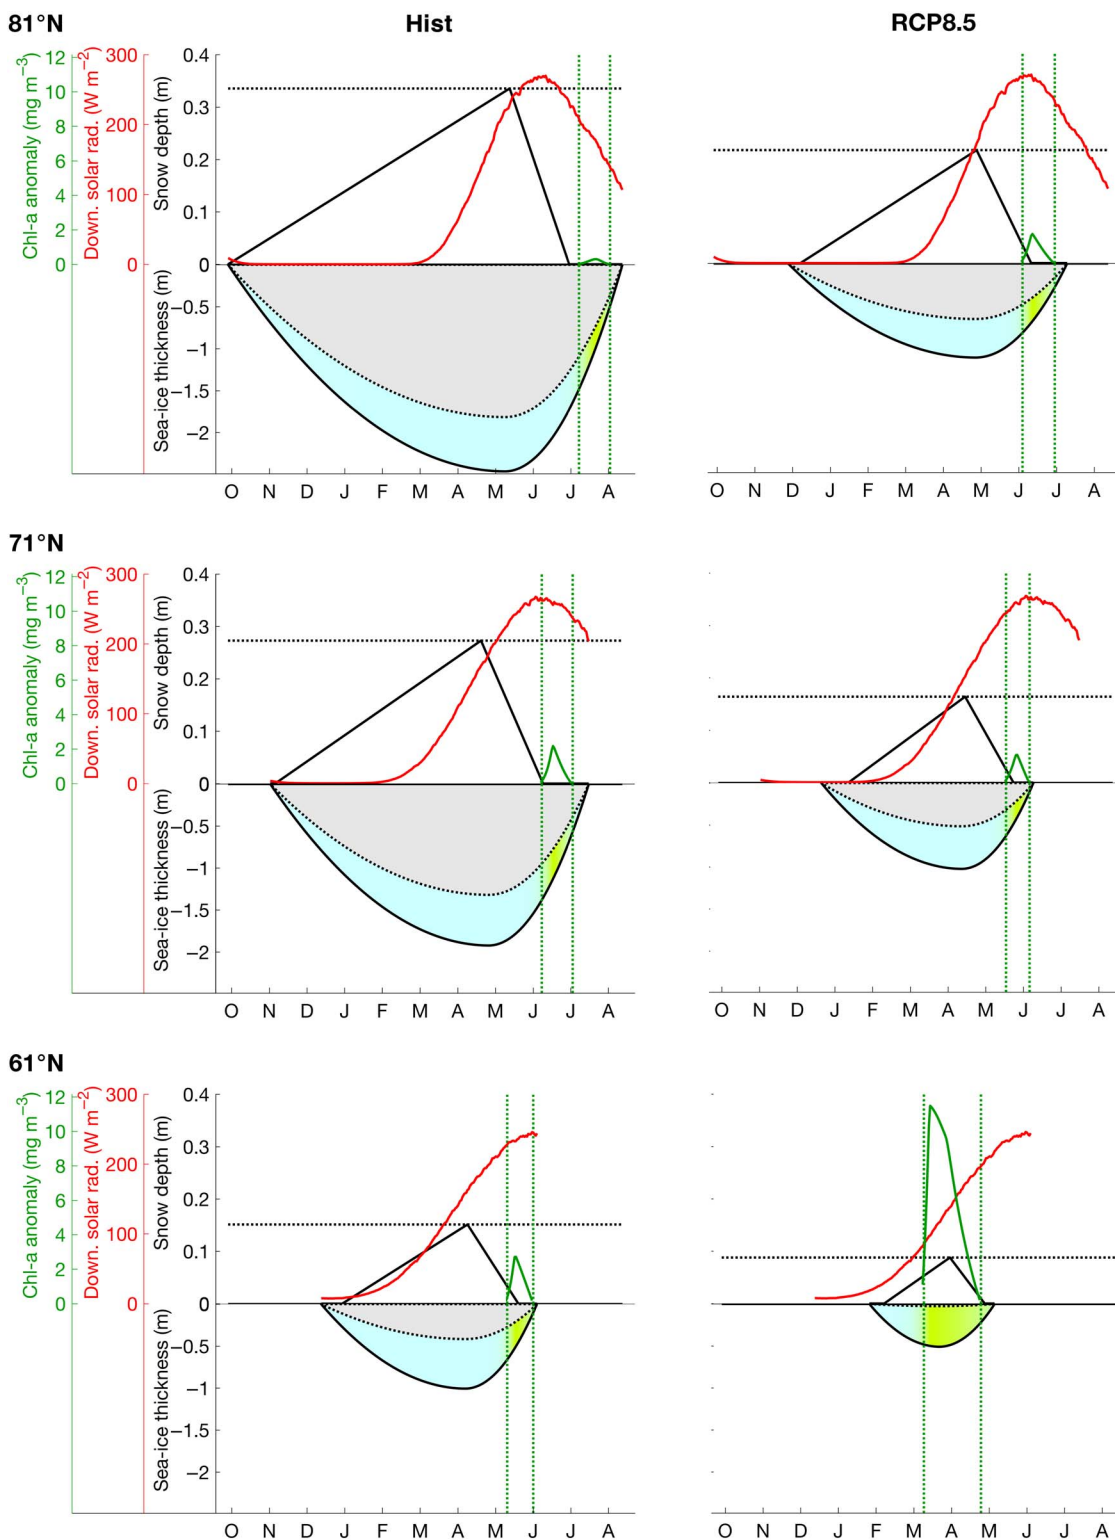 81°N
Hist
RCP8.5
Chl-a anomaly (mg m−3)
12
10
8
6
4
2
0
Down. solar rad. (W m−2)
300
200
100
0
Snow depth (m)
0.4
0.3
0.2
0.1
0
Sea-ice thickness (m)
−0.5
−1
−1.5
−2
O N D J F M A M J J A
O N D J F M A M J J A
71°N
Chl-a anomaly (mg m−3)
12
10
8
6
4
2
0
Down. solar rad. (W m−2)
300
200
100
0
Snow depth (m)
0.4
0.3
0.2
0.1
0
Sea-ice thickness (m)
−0.5
−1
−1.5
−2
O N D J F M A M J J A
O N D J F M A M J J A
61°N
Chl-a anomaly (mg m−3)
12
10
8
6
4
2
0
Down. solar rad. (W m−2)
300
200
100
0
Snow depth (m)
0.4
0.3
0.2
0.1
0
Sea-ice thickness (m)
−0.5
−1
−1.5
−2
O N D J F M A M J J A
O N D J F M A M J J A